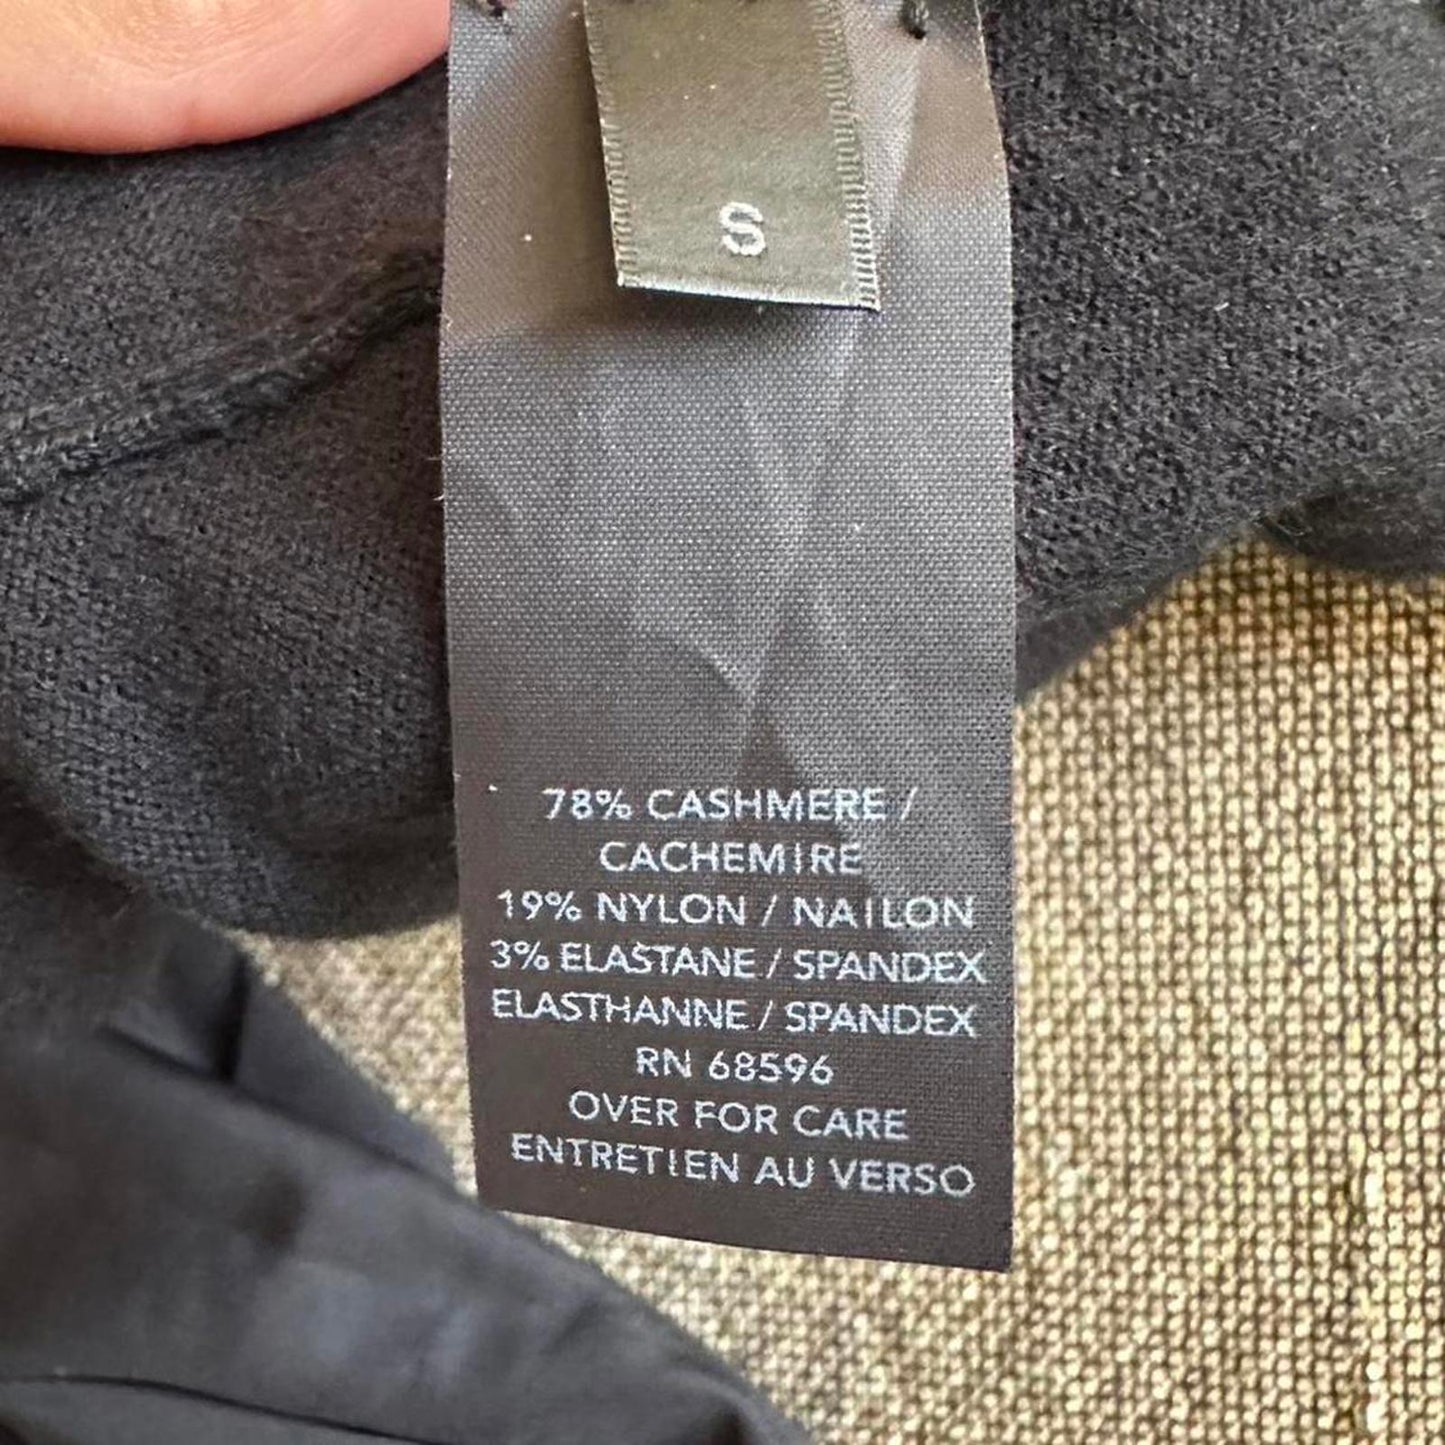 S
78% CASHMERE /
CACHEMIRE
19% NYLON / NAILON
3% ELASTANE / SPANDEX
ELASTHANNE / SPANDEX
RN 68596
OVER FOR CARE
ENTRETIEN AU VERSO